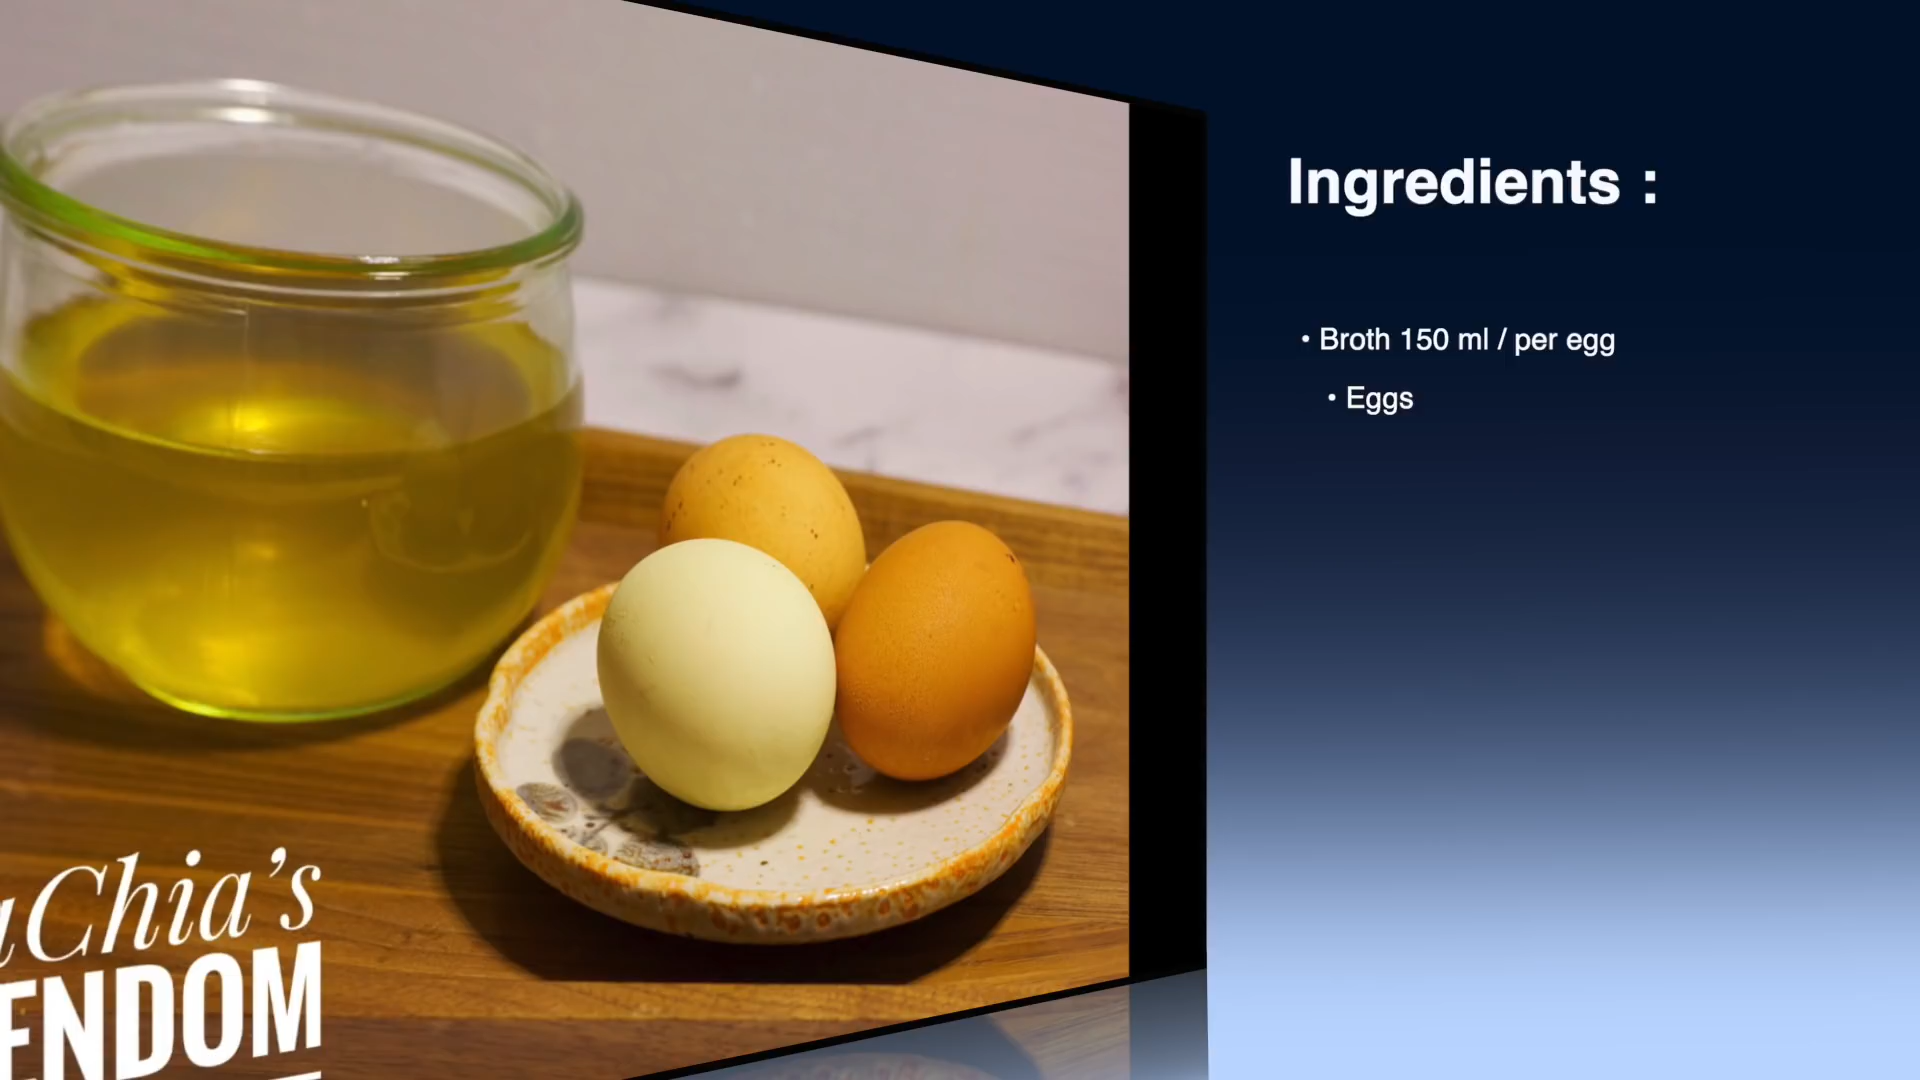 Ingredients :
• Broth 150 ml / per egg
• Eggs
Chia's
ENDOM